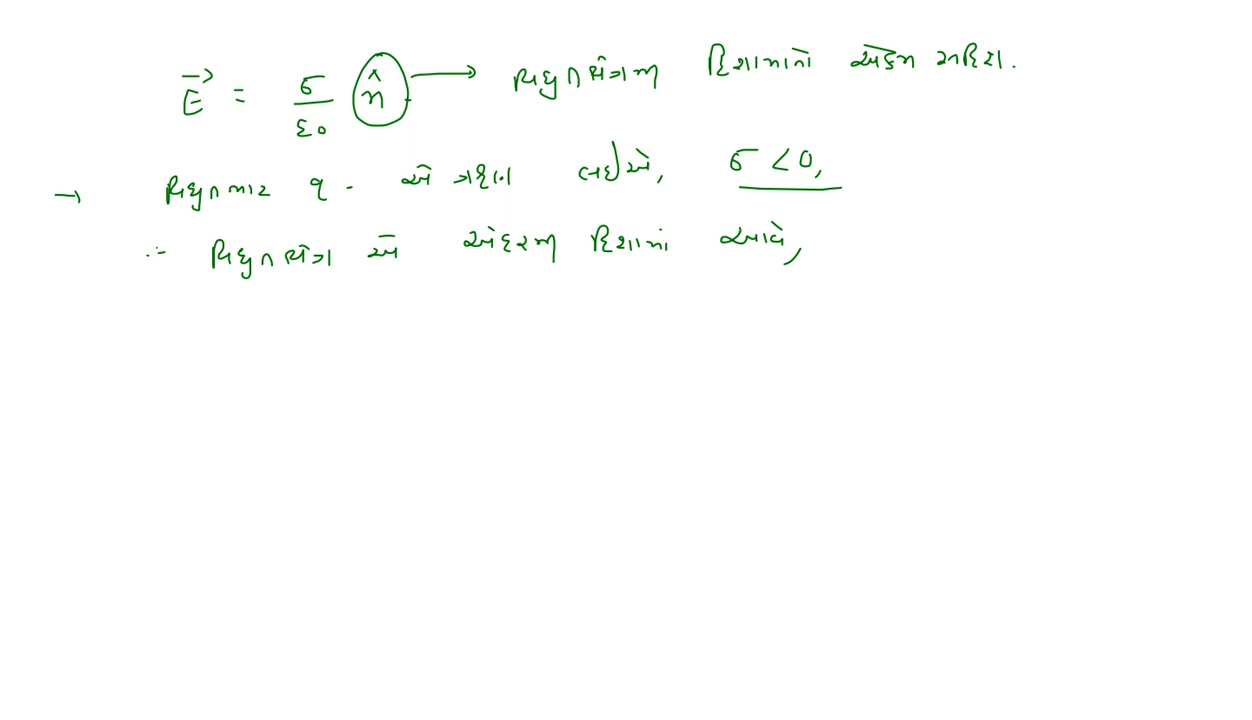 E⃗ = σ/ε₀ n̂ → વિદ્યુતક્ષેત્રની દિશામાંનો એકમ સદિશ.
→ વિદ્યુતભાર q - એ ઋણ લઈએ, σ < 0,
∴ વિદ્યુતક્ષેત્ર એ અંદરની દિશામાં આવે,